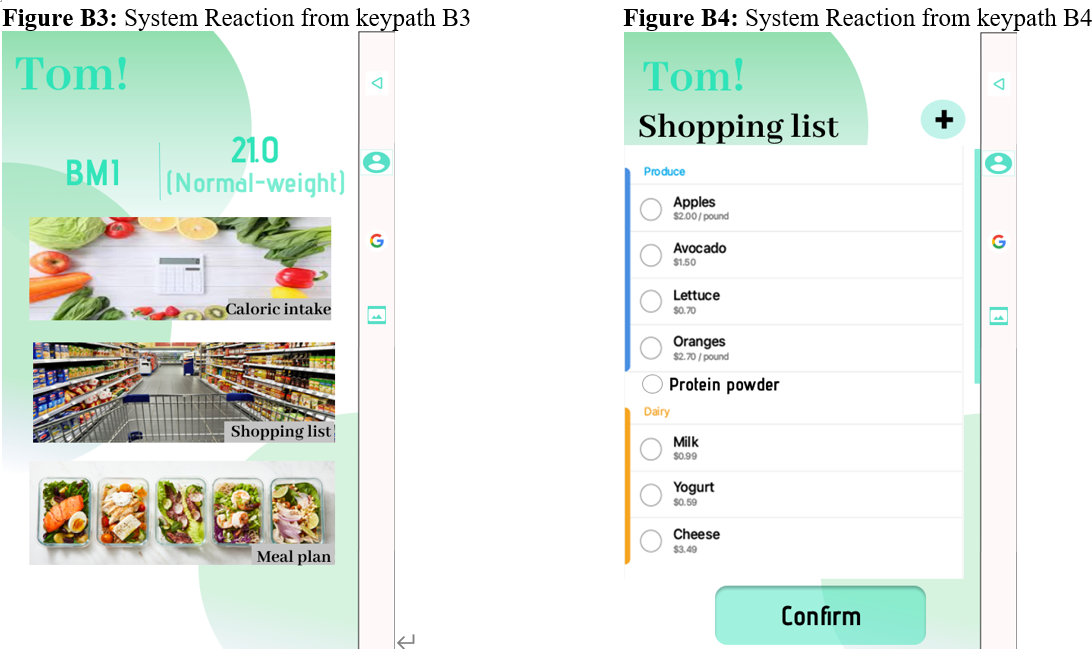 Figure B3: System Reaction from keypath B3
Tom!
BM1
21.0
(Normal-weight)
Caloric intake
Shopping list
Meal plan
Figure B4: System Reaction from keypath B4
Tom!
Shopping list
+
Produce
Apples
$2.00 / pound
Avocado
$1.50
Lettuce
$0.70
Oranges
$2.70 / pound
Protein powder
Dairy
Milk
$0.99
Yogurt
$0.59
Cheese
$3.49
Confirm